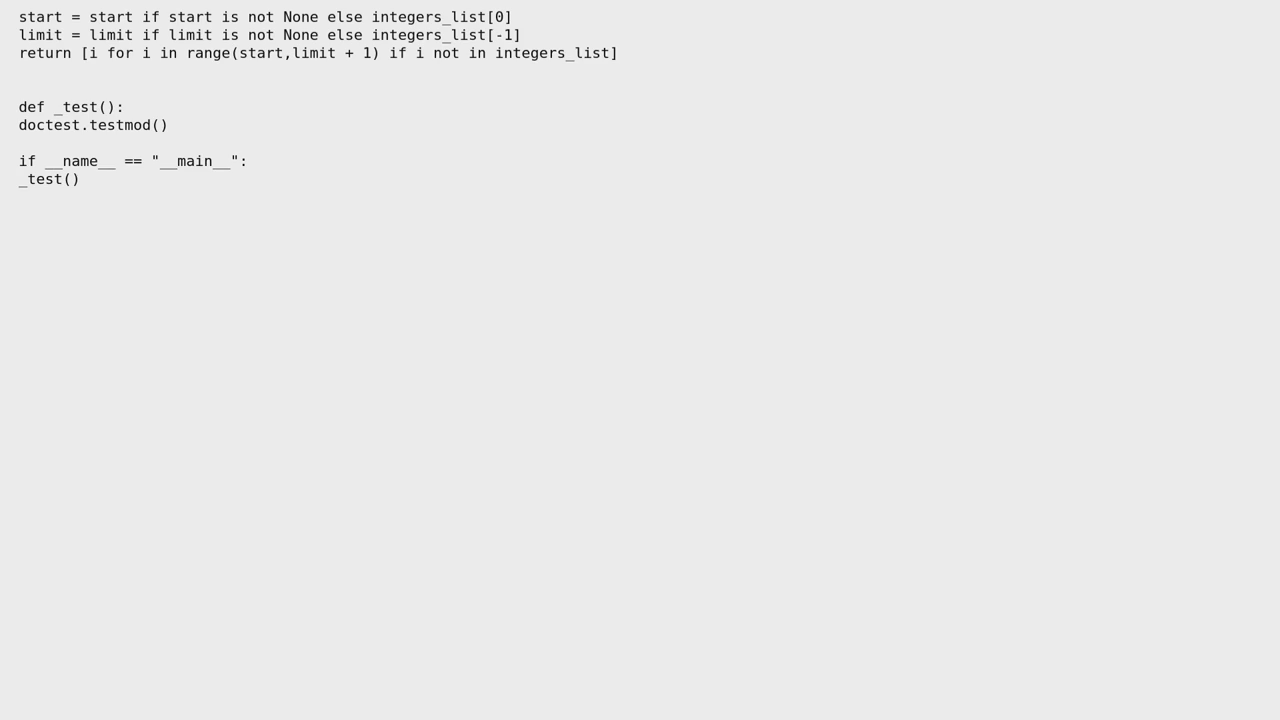 start = start if start is not None else integers_list[0]
limit = limit if limit is not None else integers_list[-1]
return [i for i in range(start,limit + 1) if i not in integers_list]
def _test():
doctest.testmod()
if __name__ == "__main__":
_test()